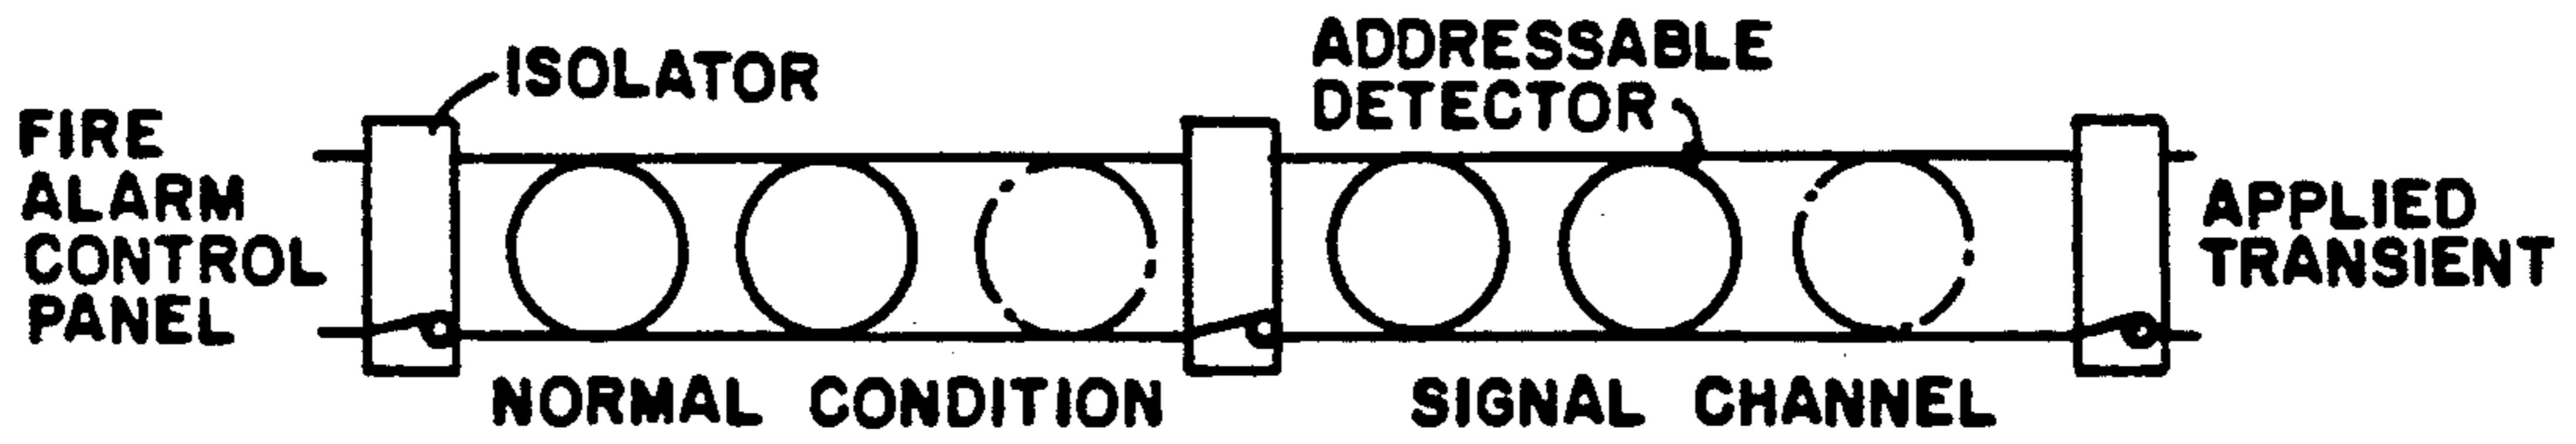 FIRE
ALARM
CONTROL
PANEL
ISOLATOR
ADDRESSABLE
DETECTOR
APPLIED
TRANSIENT
NORMAL CONDITION
SIGNAL CHANNEL